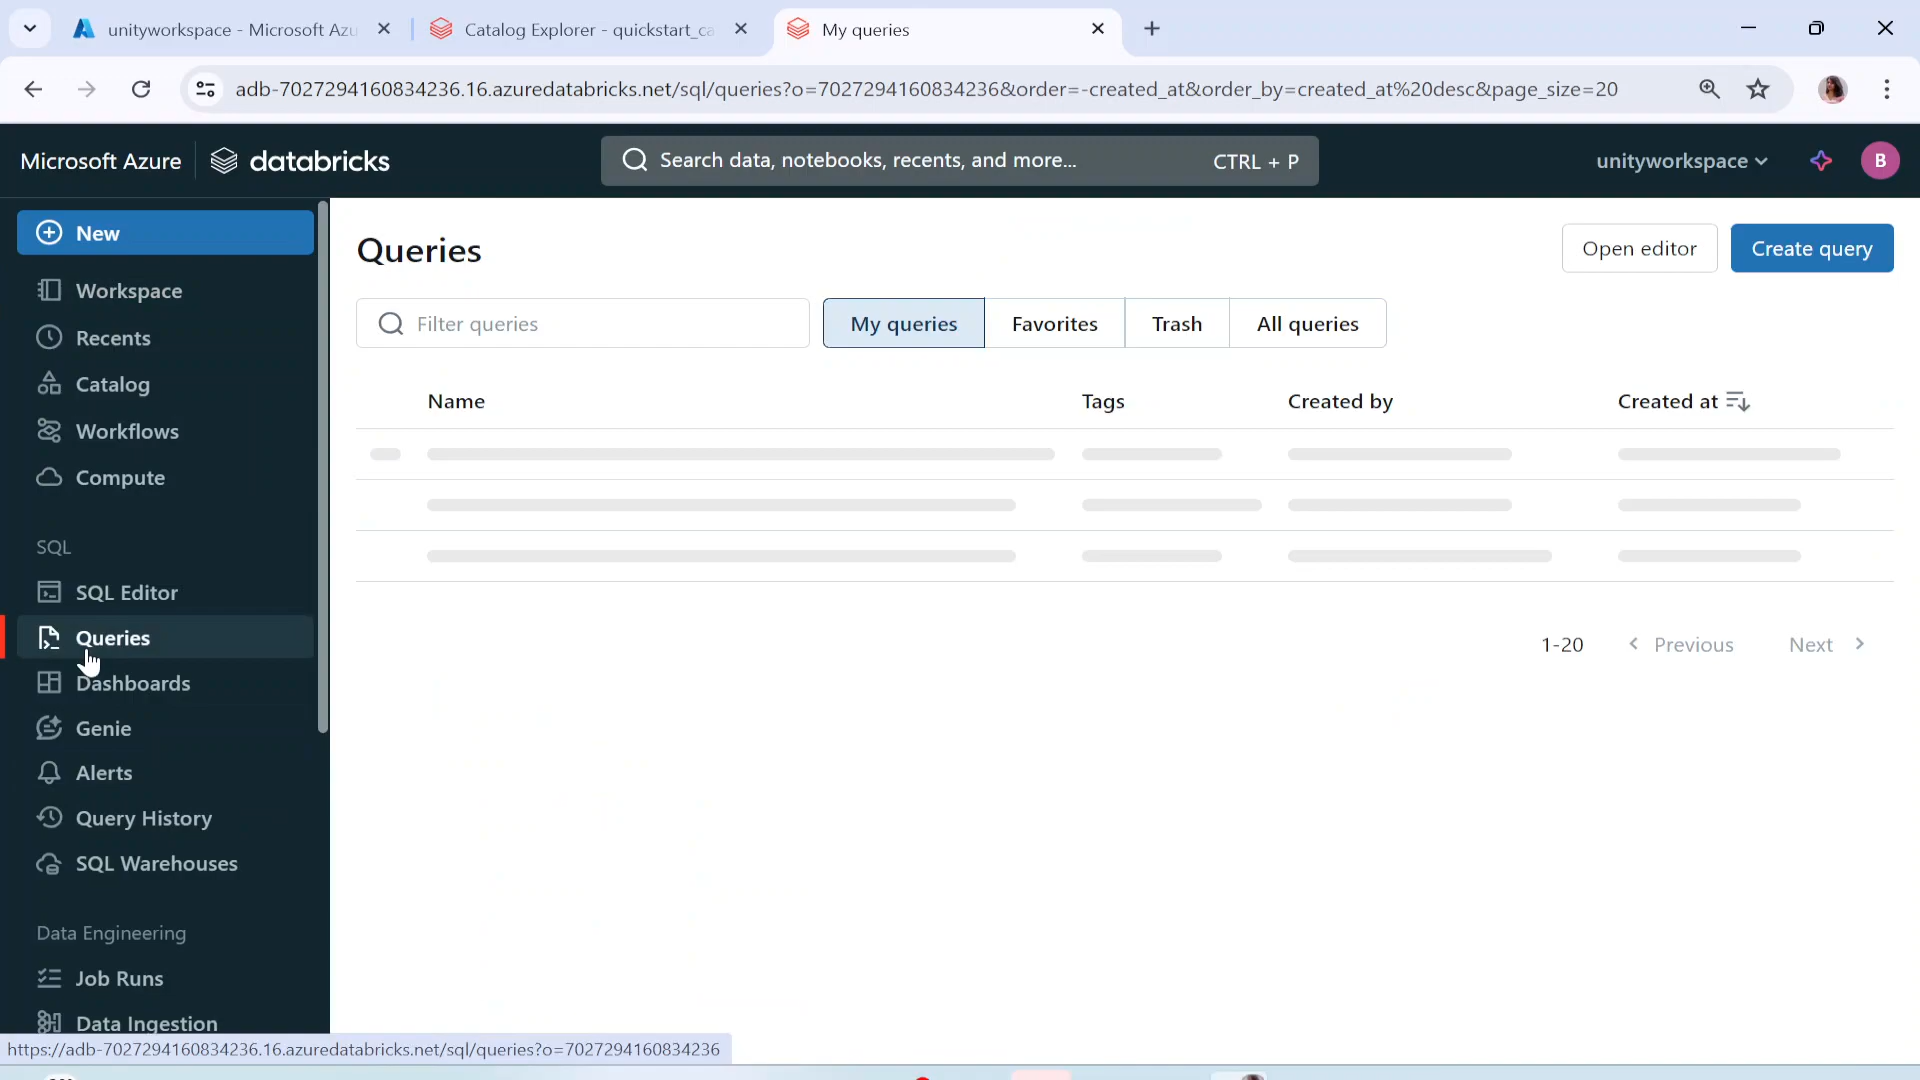 unityworkspace - Microsoft Azu
Catalog Explorer - quickstart_ca
My queries
adb-7027294160834236.16.azuredatabricks.net/sql/queries?o=7027294160834236&order=-created_at&order_by=created_at%20desc&page_size=20
Microsoft Azure
databricks
Search data, notebooks, recents, and more...
CTRL + P
unityworkspace
B
New
Workspace
Recents
Catalog
Workflows
Compute
SQL
SQL Editor
Queries
Dashboards
Genie
Alerts
Query History
SQL Warehouses
Data Engineering
Job Runs
Data Ingestion
Queries
Open editor
Create query
Filter queries
My queries
Favorites
Trash
All queries
Name
Tags
Created by
Created at
1-20
Previous
Next
https://adb-7027294160834236.16.azuredatabricks.net/sql/queries?o=7027294160834236